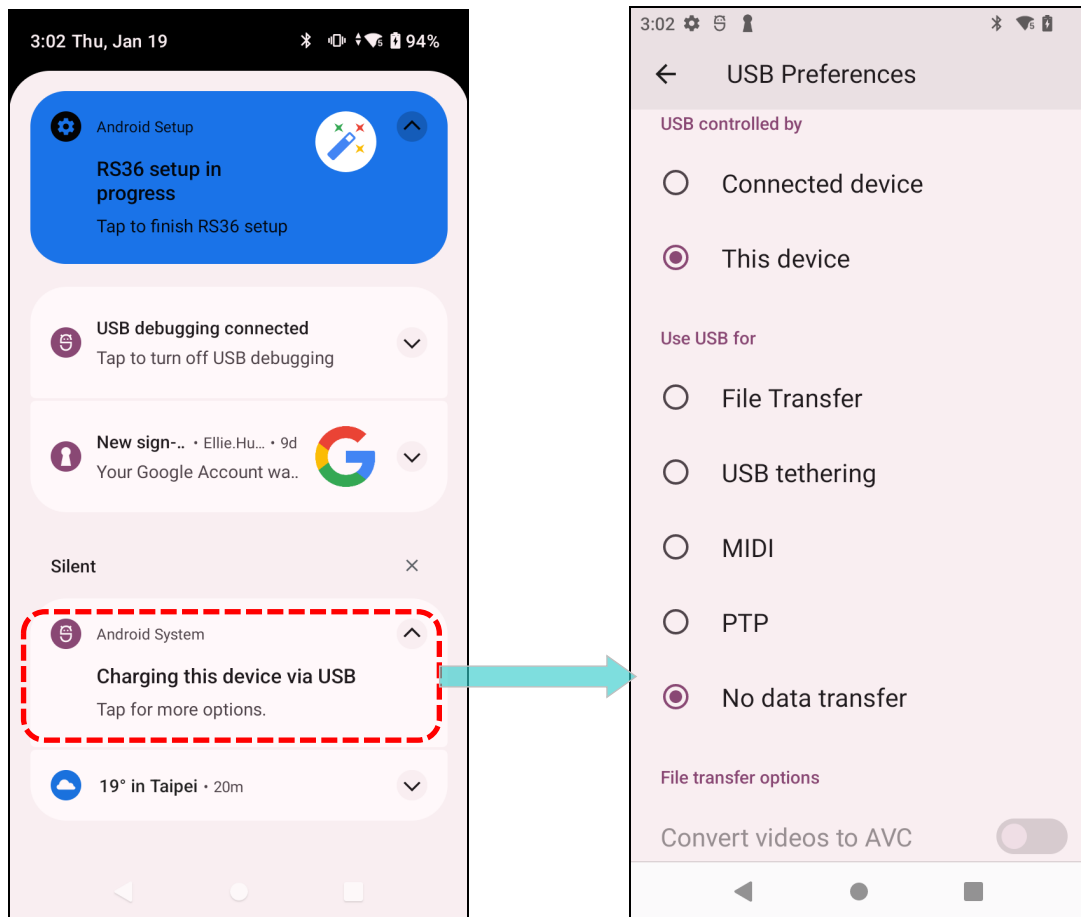 3:02 Thu, Jan 19
94%
Android Setup
RS36 setup in
progress
Tap to finish RS36 setup
USB debugging connected
Tap to turn off USB debugging
New sign-.. • Ellie.Hu... • 9d
Your Google Account wa..
Silent
Android System
Charging this device via USB
Tap for more options.
19° in Taipei • 20m
3:02
USB Preferences
USB controlled by
Connected device
This device
Use USB for
File Transfer
USB tethering
MIDI
PTP
No data transfer
File transfer options
Convert videos to AVC